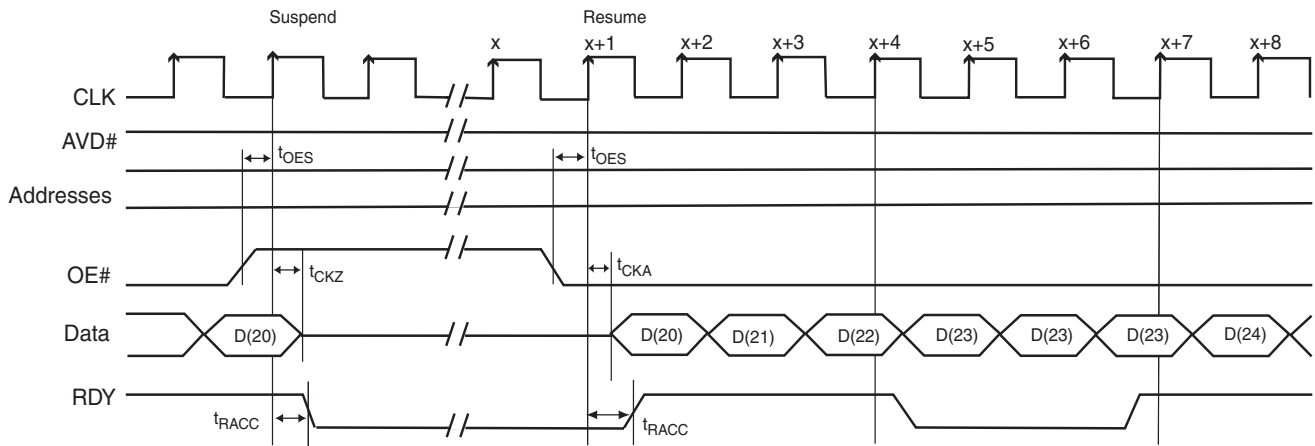 Suspend Resume
x x+1 x+2 x+3 x+4 x+5 x+6 x+7 x+8
CLK
AVD#
tOES tOES
Addresses
OE# tCKZ tCKA
Data D(20) D(20) D(21) D(22) D(23) D(23) D(23) D(24)
RDY
tRACC tRACC